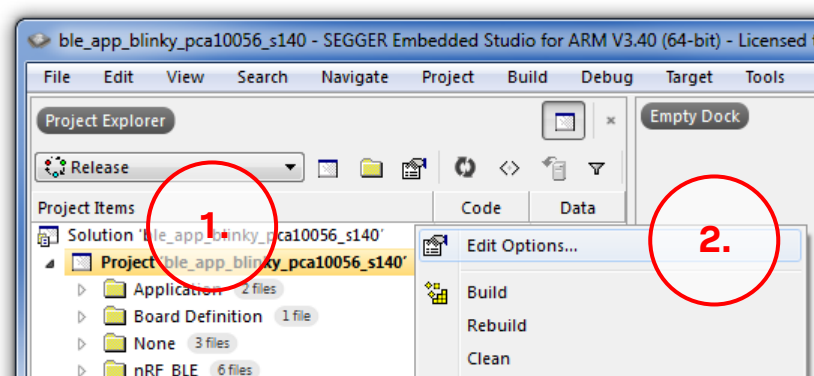 ble_app_blinky_pca10056_s140 - SEGGER Embedded Studio for ARM V3.40 (64-bit) - Licensed
File Edit View Search Navigate Project Build Debug Target Tools
Project Explorer
Empty Dock
Release
Project Items Code Data
1.
2.
Solution 'ble_app_blinky_pca10056_s140'
Project 'ble_app_blinky_pca10056_s140'
Edit Options...
Application 2 files
Build
Board Definition 1 file
Rebuild
None 3 files
Clean
nRF_BLE 6 files